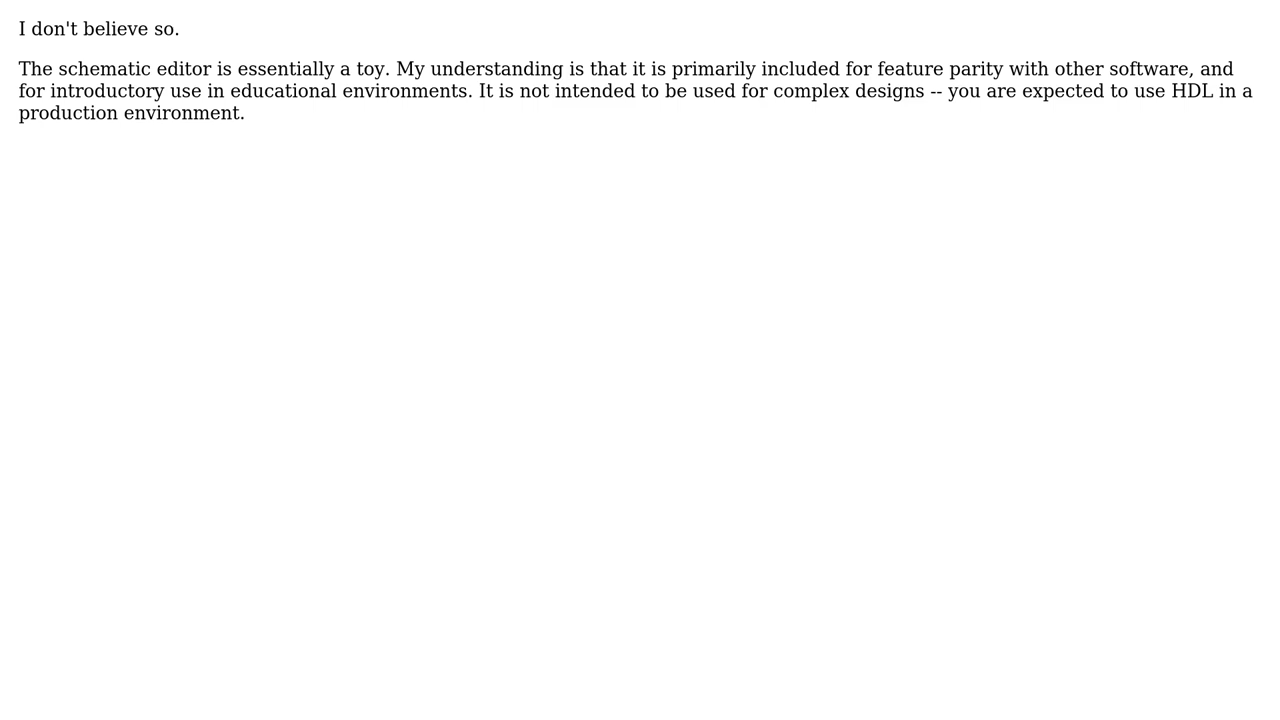 I don't believe so.
The schematic editor is essentially a toy. My understanding is that it is primarily included for feature parity with other software, and
for introductory use in educational environments. It is not intended to be used for complex designs -- you are expected to use HDL in a
production environment.